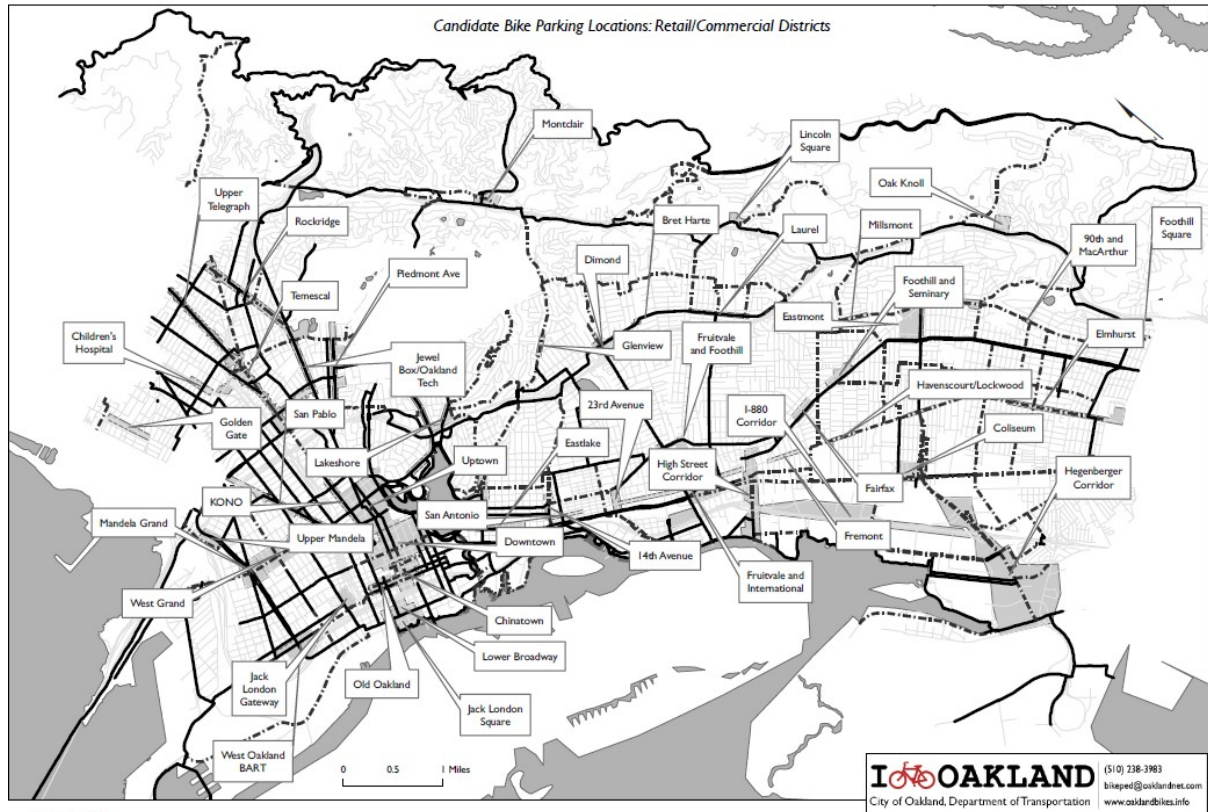 Candidate Bike Parking Locations: Retail/Commercial Districts
Montclair
Lincoln
Square
Oak Knoll
Upper
Telegraph
Rockridge
Bret Harte
Laurel
Millsmont
90th and
MacArthur
Foothill
Square
Piedmont Ave
Dimond
Temescal
Foothill and
Seminary
Eastmont
Children's
Hospital
Jewel
Box/Oakland
Tech
Glenview
Fruitvale
and Foothill
Elmhurst
Havenscourt/Lockwood
San Pablo
23rd Avenue
I-880
Corridor
Golden
Gate
Coliseum
Eastlake
Lakeshore
Uptown
High Street
Corridor
Fairfax
Hegenberger
Corridor
KONO
San Antonio
Mandela Grand
Upper Mandela
Downtown
14th Avenue
Fremont
West Grand
Fruitvale and
International
Chinatown
Lower Broadway
Jack
London
Gateway
Old Oakland
Jack London
Square
West Oakland
BART
0 0.5 1 Miles
I OAKLAND
City of Oakland, Department of Transportation
(510) 238-3983
bikeped@oaklandnet.com
www.oaklandbikes.info